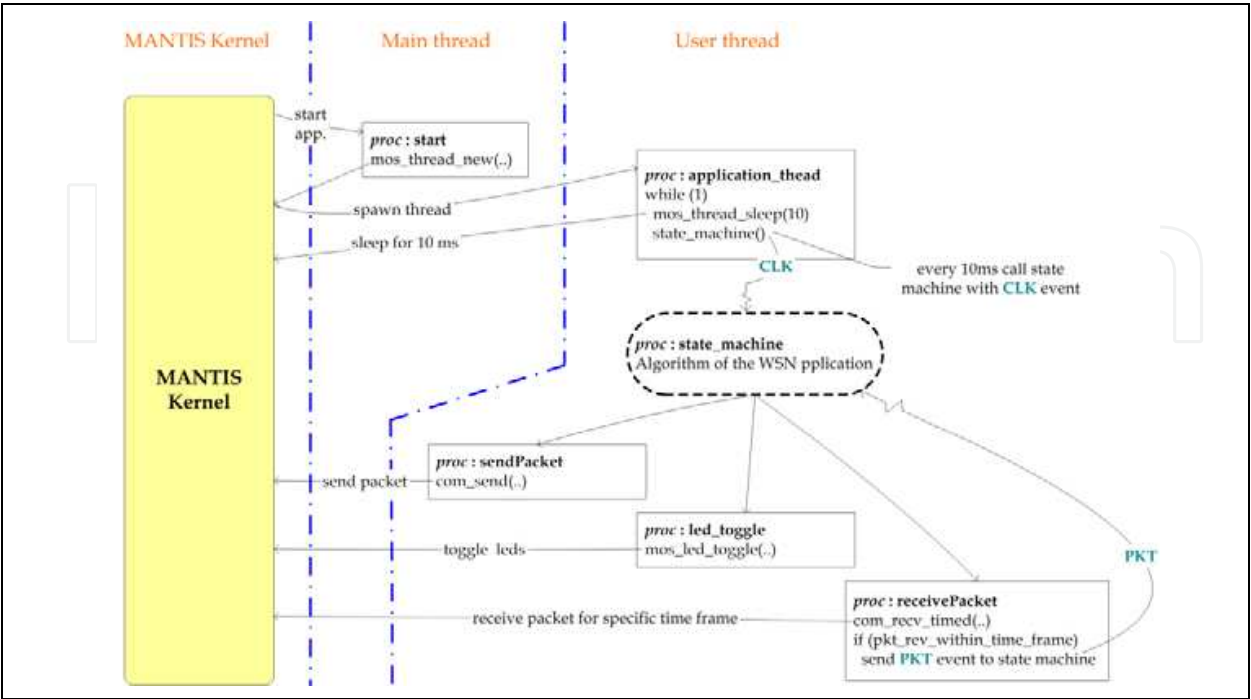 MANTIS Kernel
Main thread
User thread
start
app.
proc : start
mos_thread_new(..)
spawn thread
sleep for 10 ms
proc : application_thead
while (1)
mos_thread_sleep(10)
state_machine()
CLK
every 10ms call state
machine with CLK event
proc : state_machine
Algorithm of the WSN pplication
MANTIS
Kernel
proc : sendPacket
com_send(..)
send packet
proc : led_toggle
mos_led_toggle(..)
toggle leds
PKT
proc : receivePacket
com_recv_timed(..)
if (pkt_rev_within_time_frame)
send PKT event to state machine
receive packet for specific time frame